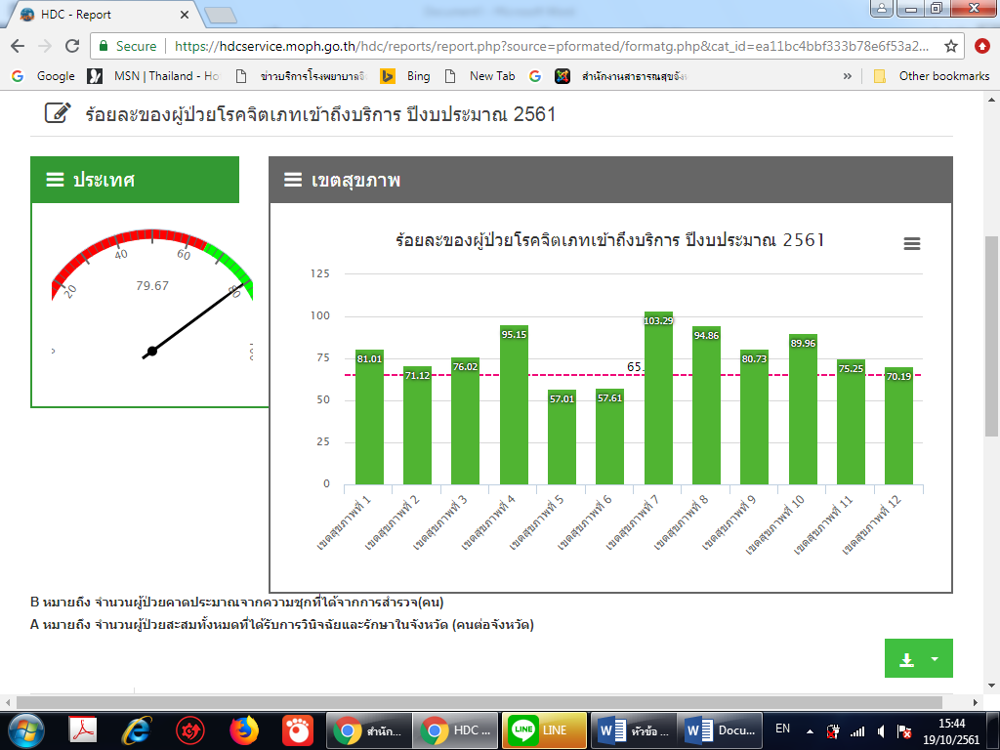 HDC - Report
Secure | https://hdcservice.moph.go.th/hdc/reports/report.php?source=pformated/formatg.php&cat_id=ea11bc4bbf333b78e6f53a2...
Google MSN | Thailand - Ho ข่าวบริการโรงพยาบาล Bing New Tab สำนักงานสาธารณสุขจัง » Other bookmarks
ร้อยละของผู้ป่วยโรคจิตเภทเข้าถึงบริการ ปีงบประมาณ 2561
ประเทศ
20 40 60 80
79.67
เขตสุขภาพ
ร้อยละของผู้ป่วยโรคจิตเภทเข้าถึงบริการ ปีงบประมาณ 2561
125
100
75
50
25
0
65.
81.01 71.12 76.02 95.15 57.01 57.61 103.29 94.86 80.73 89.96 75.25 70.19
เขตสุขภาพที่ 1
เขตสุขภาพที่ 2
เขตสุขภาพที่ 3
เขตสุขภาพที่ 4
เขตสุขภาพที่ 5
เขตสุขภาพที่ 6
เขตสุขภาพที่ 7
เขตสุขภาพที่ 8
เขตสุขภาพที่ 9
เขตสุขภาพที่ 10
เขตสุขภาพที่ 11
เขตสุขภาพที่ 12
B หมายถึง จำนวนผู้ป่วยคาดประมาณจากความชุกที่ได้จากการสำรวจ(คน)
A หมายถึง จำนวนผู้ป่วยสะสมทั้งหมดที่ได้รับการวินิจฉัยและรักษาในจังหวัด (คนต่อจังหวัด)
สำนัก... HDC ... LINE LINE หัวข้อ ... Docu... EN 15:44
19/10/2561